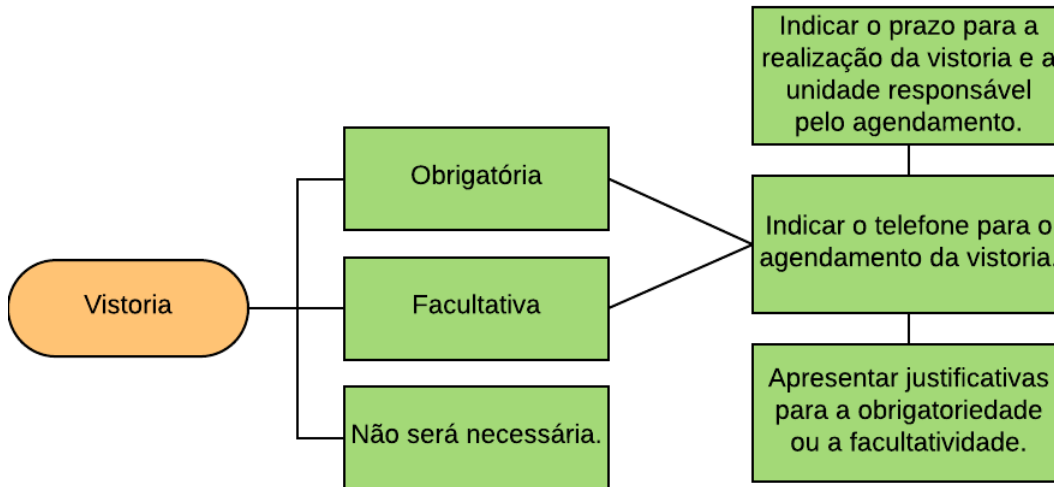 Vistoria
Obrigatória
Facultativa
Não será necessária.
Indicar o prazo para a
realização da vistoria e a
unidade responsável
pelo agendamento.
Indicar o telefone para o
agendamento da vistoria.
Apresentar justificativas
para a obrigatoriedade
ou a facultatividade.